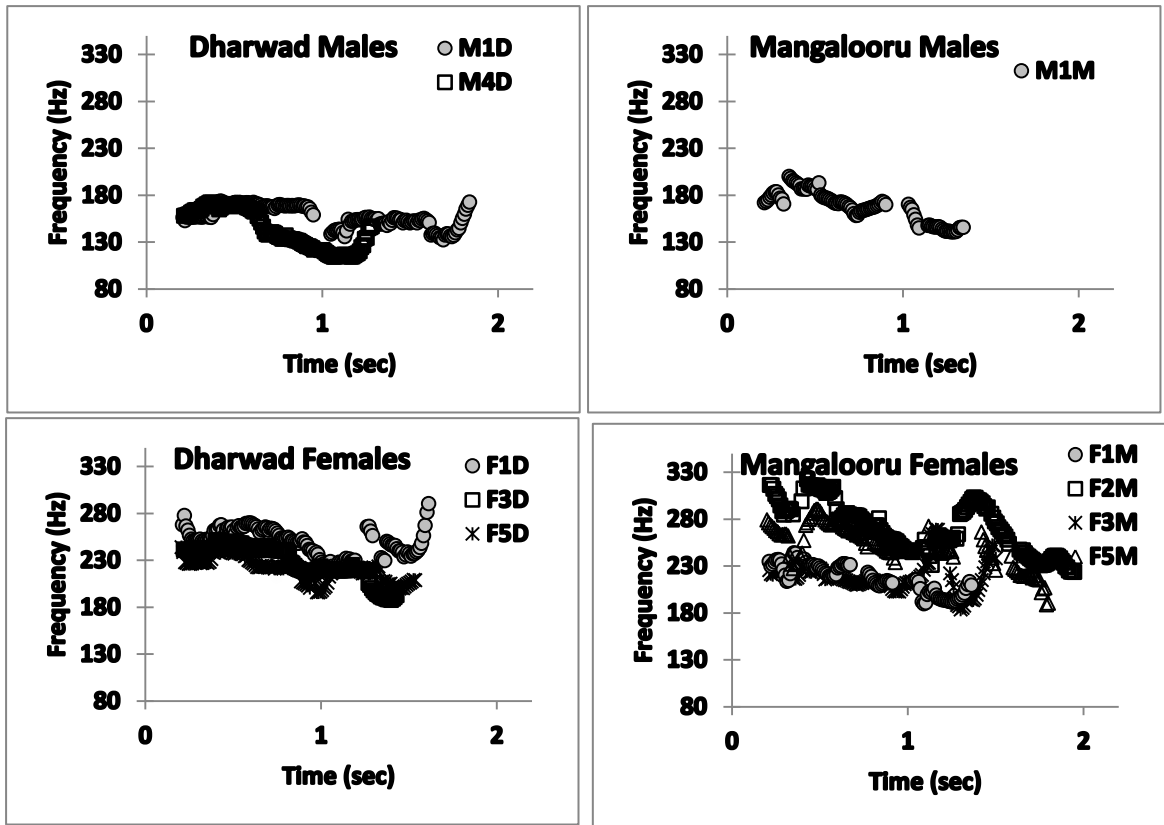 Dharwad Males
M1D
M4D
Frequency (Hz)
330
280
230
180
130
80
0 1 2
Time (sec)
Mangalooru Males
M1M
Frequency (Hz)
330
280
230
180
130
80
0 1 2
Time (sec)
Dharwad Females
F1D
F3D
F5D
Frequency (Hz)
330
280
230
180
130
80
0 1 2
Time (sec)
Mangalooru Females
F1M
F2M
F3M
F5M
Frequency (Hz)
330
280
230
180
130
80
0 1 2
Time (sec)